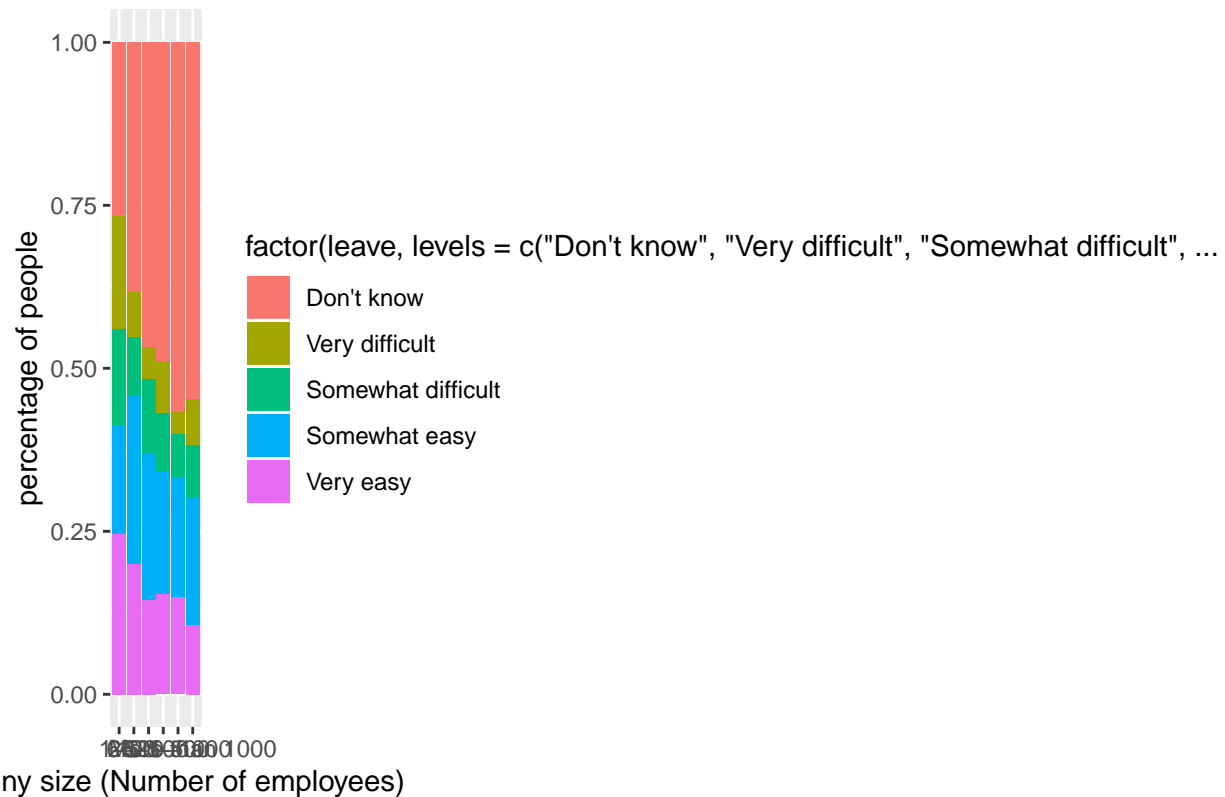 1.00
0.75
0.50
0.25
0.00
percentage of people
factor(leave, levels = c("Don't know", "Very difficult", "Somewhat difficult", ...
Don't know
Very difficult
Somewhat difficult
Somewhat easy
Very easy
1000
ny size (Number of employees)